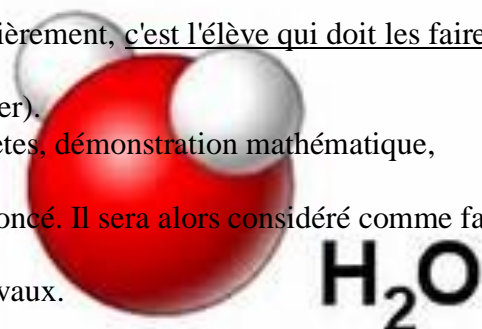 ièrement, c'est l'élève qui doit les faire
er).
ètes, démonstration mathématique,
oncé. Il sera alors considéré comme fa
vaux.
H₂O